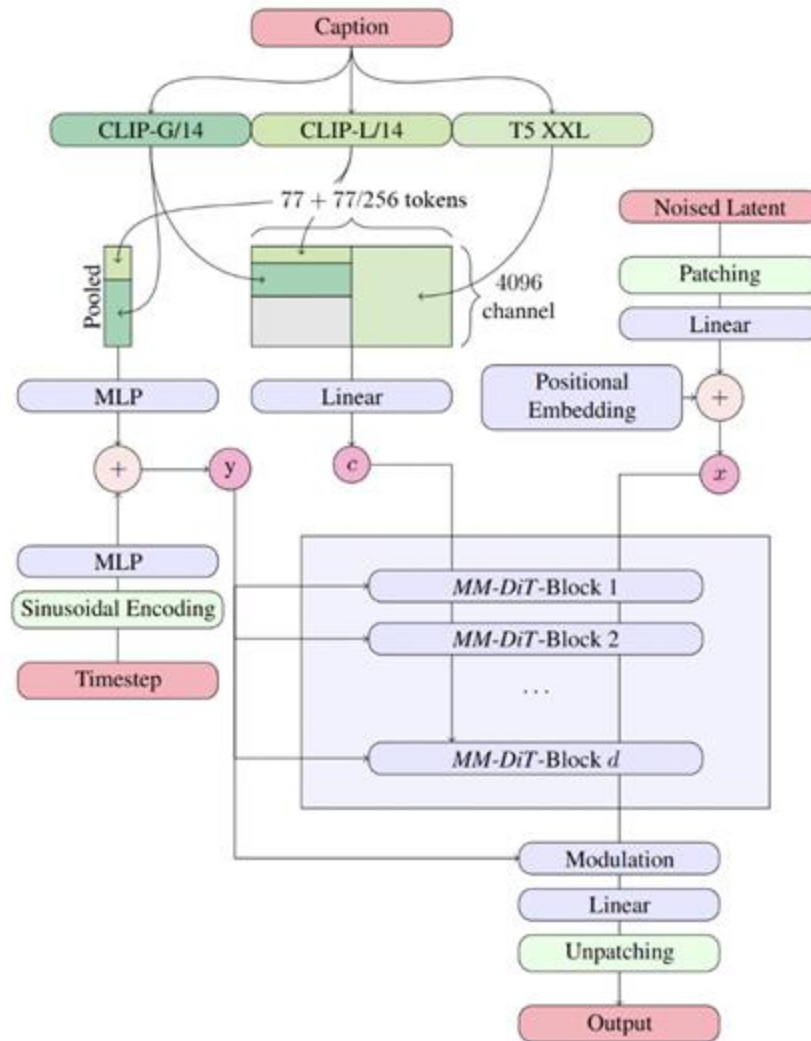 Caption
CLIP-G/14
CLIP-L/14
T5 XXL
77 + 77/256 tokens
Pooled
4096
channel
Noised Latent
Patching
Linear
Positional
Embedding
+
x
MLP
Linear
+
y
c
MLP
Sinusoidal Encoding
Timestep
MM-DiT-Block 1
MM-DiT-Block 2
. . .
MM-DiT-Block d
Modulation
Linear
Unpatching
Output